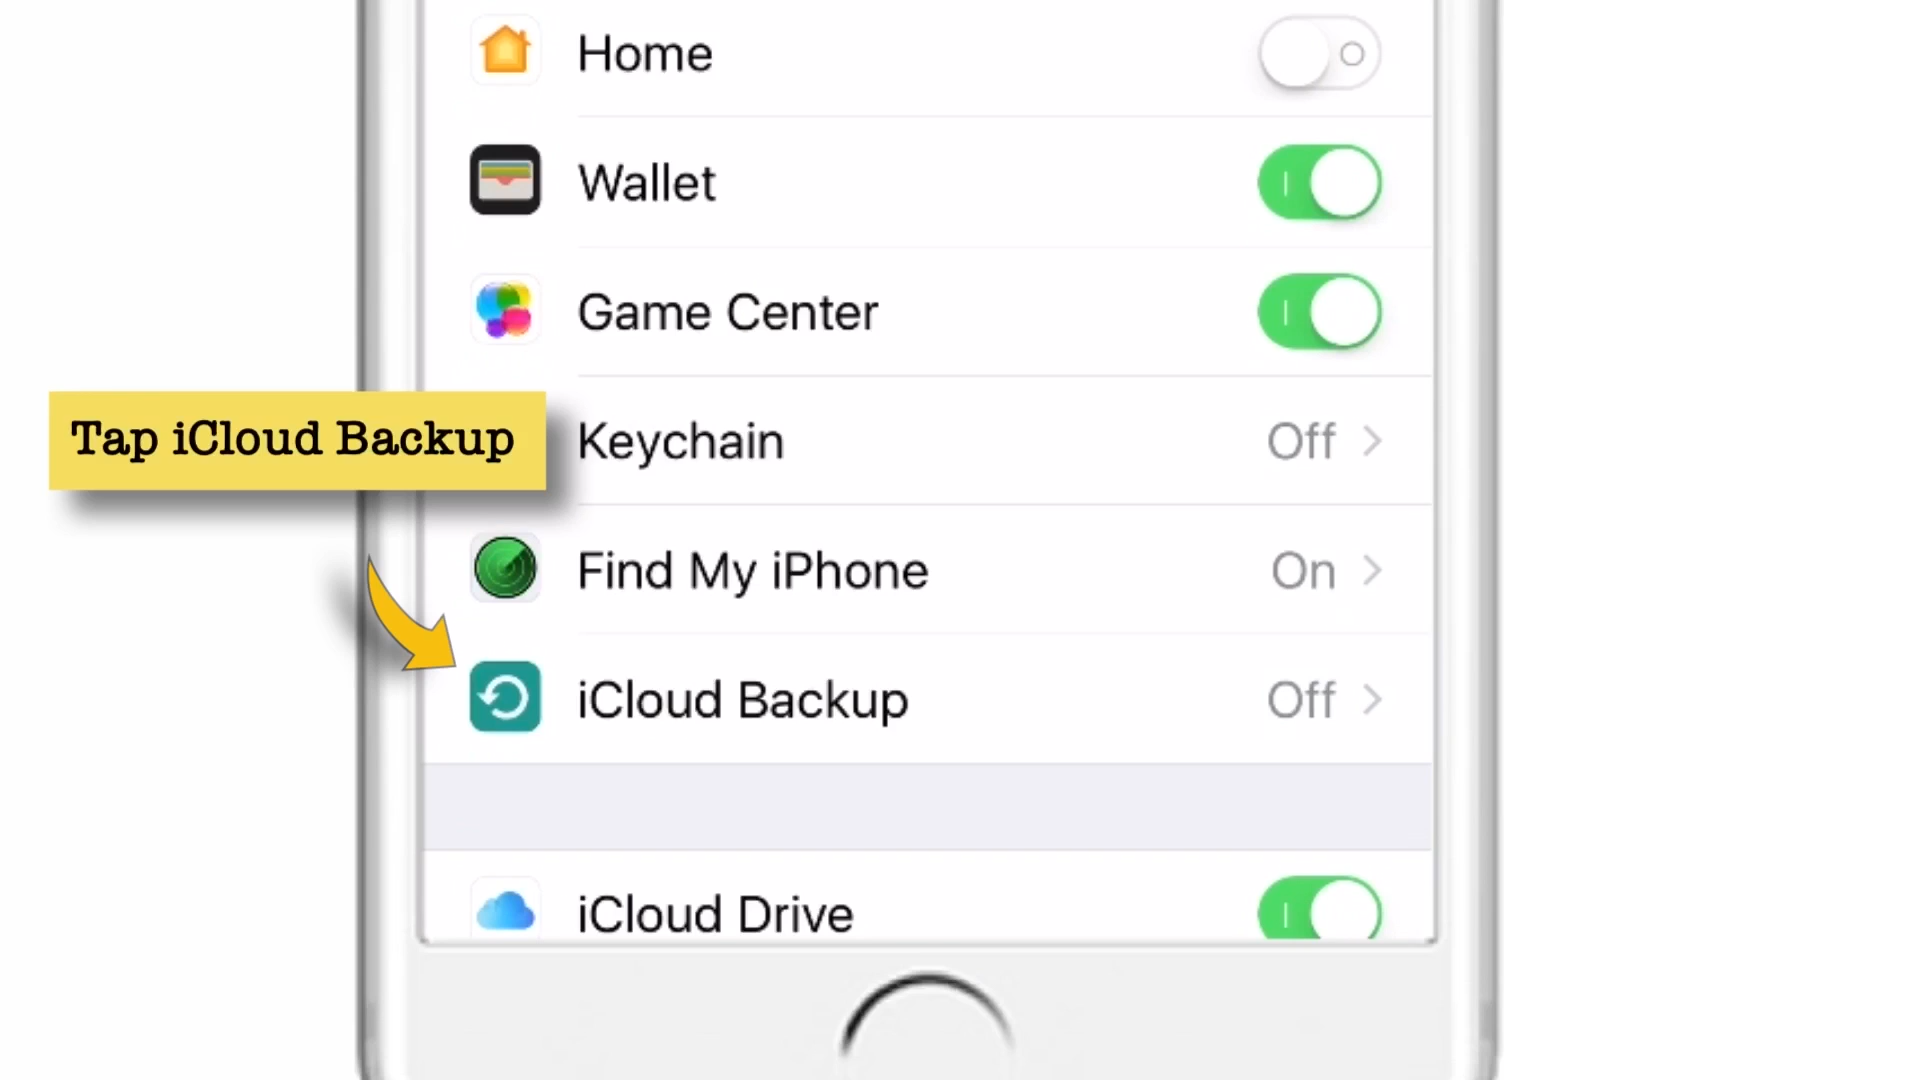 Home
Wallet
Game Center
Tap iCloud Backup
Keychain Off
Find My iPhone On
iCloud Backup Off
iCloud Drive